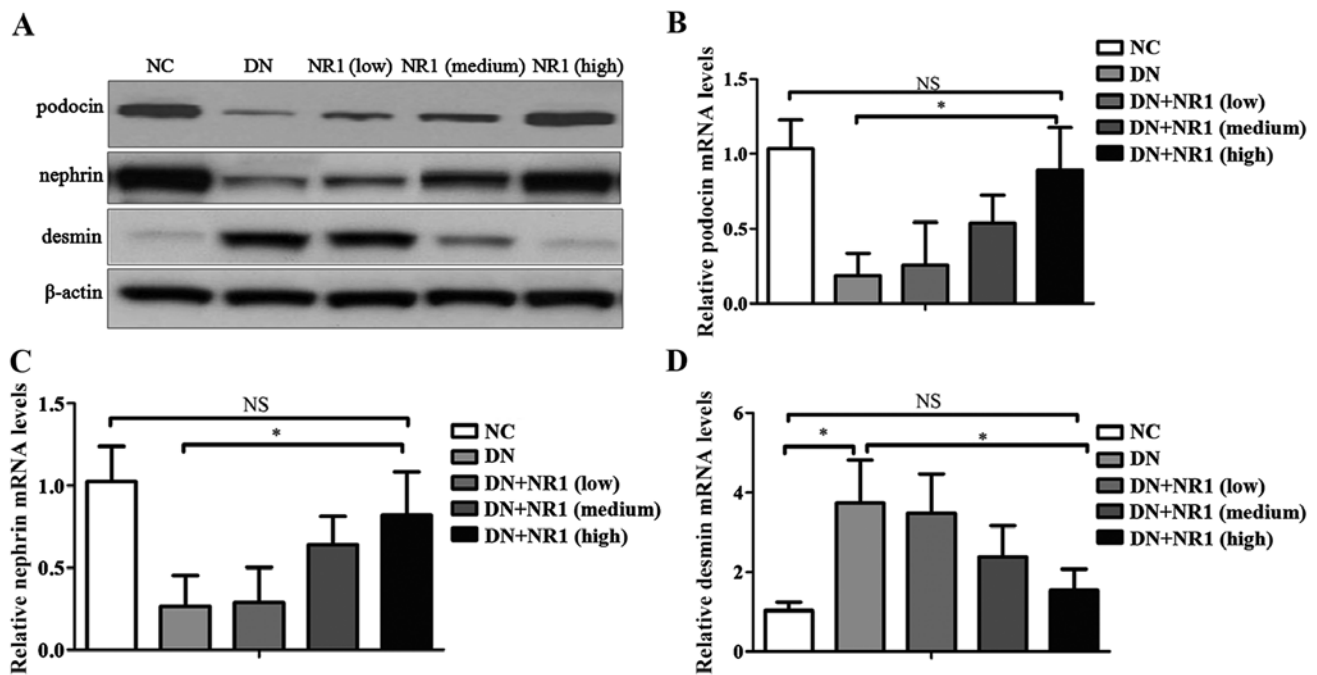 A
NC DN NR1 (low) NR1 (medium) NR1 (high)
podocin
nephrin
desmin
β-actin
B
Relative podocin mRNA levels
1.5
1.0
0.5
0.0
NS
*
NC
DN
DN+NR1 (low)
DN+NR1 (medium)
DN+NR1 (high)
C
Relative nephrin mRNA levels
1.5
1.0
0.5
0.0
NS
*
NC
DN
DN+NR1 (low)
DN+NR1 (medium)
DN+NR1 (high)
D
Relative desmin mRNA levels
6
4
2
0
NS
* *
NC
DN
DN+NR1 (low)
DN+NR1 (medium)
DN+NR1 (high)